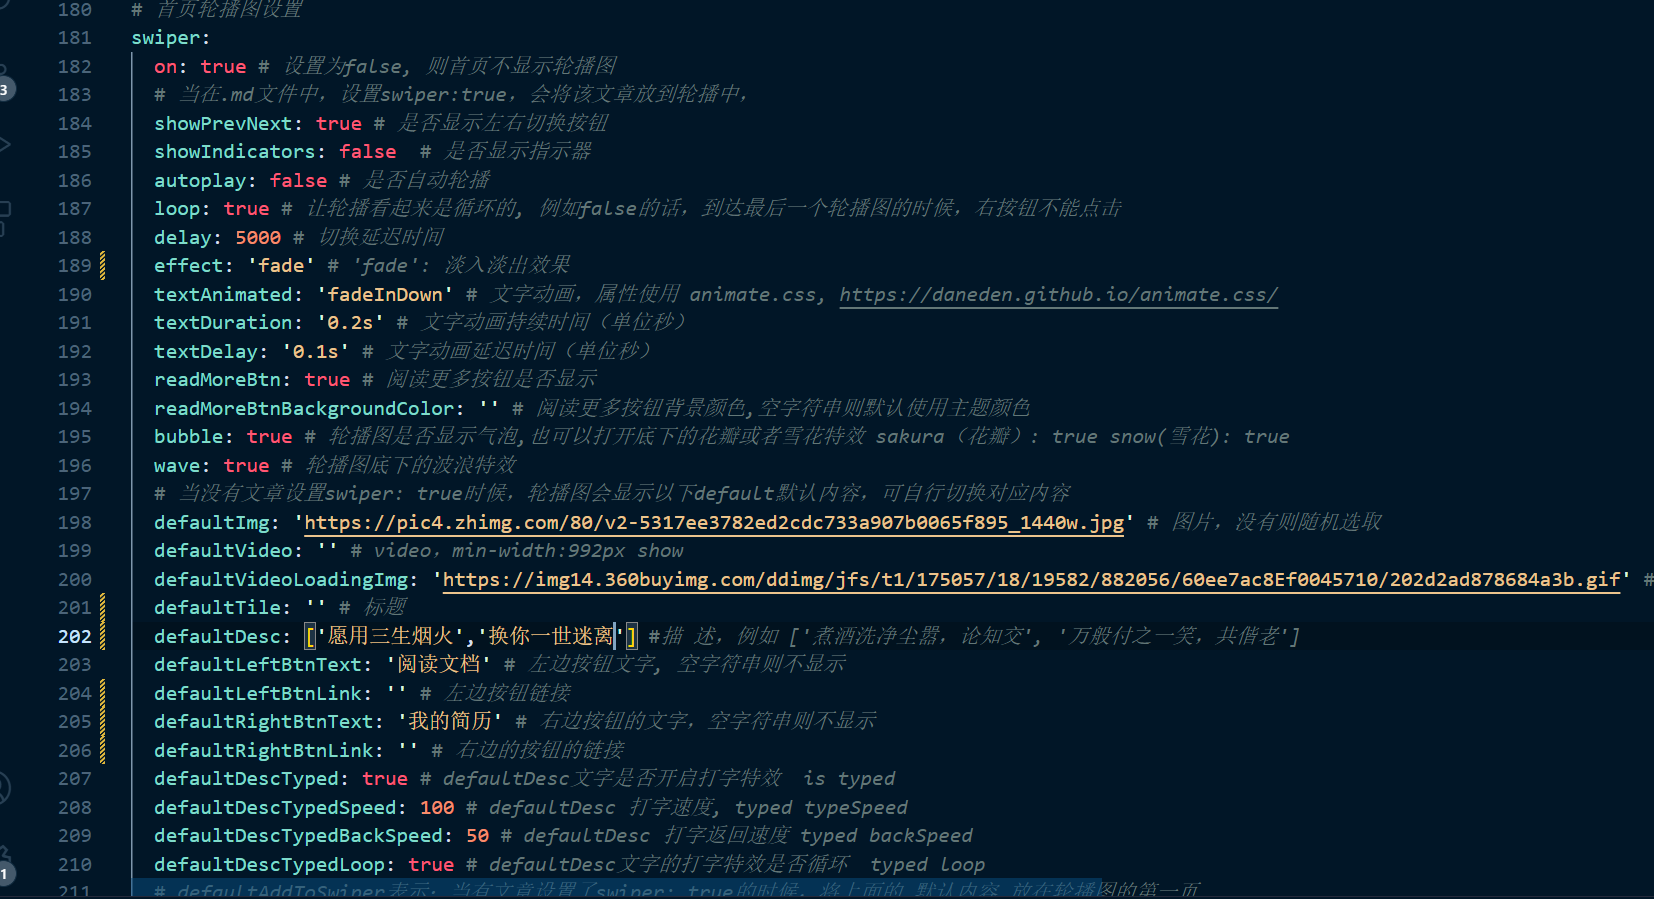 180 # 首页轮播图设置
181 swiper:
182 on: true # 设置为false, 则首页不显示轮播图
183 # 当在.md文件中，设置swiper:true，会将该文章放到轮播中，
184 showPrevNext: true # 是否显示左右切换按钮
185 showIndicators: false # 是否显示指示器
186 autoplay: false # 是否自动轮播
187 loop: true # 让轮播看起来是循环的, 例如false的话，到达最后一个轮播图的时候，右按钮不能点击
188 delay: 5000 # 切换延迟时间
189 effect: 'fade' # 'fade': 淡入淡出效果
190 textAnimated: 'fadeInDown' # 文字动画，属性使用 animate.css, https://daneden.github.io/animate.css/
191 textDuration: '0.2s' # 文字动画持续时间（单位秒）
192 textDelay: '0.1s' # 文字动画延迟时间（单位秒）
193 readMoreBtn: true # 阅读更多按钮是否显示
194 readMoreBtnBackgroundColor: '' # 阅读更多按钮背景颜色,空字符串则默认使用主题颜色
195 bubble: true # 轮播图是否显示气泡,也可以打开底下的花瓣或者雪花特效 sakura（花瓣）: true snow(雪花): true
196 wave: true # 轮播图底下的波浪特效
197 # 当没有文章设置swiper: true时候，轮播图会显示以下default默认内容，可自行切换对应内容
198 defaultImg: 'https://pic4.zhimg.com/80/v2-5317ee3782ed2cdc733a907b0065f895_1440w.jpg' # 图片，没有则随机选取
199 defaultVideo: '' # video，min-width:992px show
200 defaultVideoLoadingImg: 'https://img14.360buyimg.com/ddimg/jfs/t1/175057/18/19582/882056/60ee7ac8Ef0045710/202d2ad878684a3b.gif' #
201 defaultTile: '' # 标题
202 defaultDesc: ['愿用三生烟火','换你一世迷离'] #描 述，例如 ['煮酒洗净尘嚣，论知交', '万般付之一笑，共偕老']
203 defaultLeftBtnText: '阅读文档' # 左边按钮文字, 空字符串则不显示
204 defaultLeftBtnLink: '' # 左边按钮链接
205 defaultRightBtnText: '我的简历' # 右边按钮的文字，空字符串则不显示
206 defaultRightBtnLink: '' # 右边的按钮的链接
207 defaultDescTyped: true # defaultDesc文字是否开启打字特效 is typed
208 defaultDescTypedSpeed: 100 # defaultDesc 打字速度, typed typeSpeed
209 defaultDescTypedBackSpeed: 50 # defaultDesc 打字返回速度 typed backSpeed
210 defaultDescTypedLoop: true # defaultDesc文字的打字特效是否循环 typed loop
211 # defaultAddToSwiper表示: 当有文章设置了swiper: true的时候，将上面的 默认内容 放在轮播图的第一页
3
1